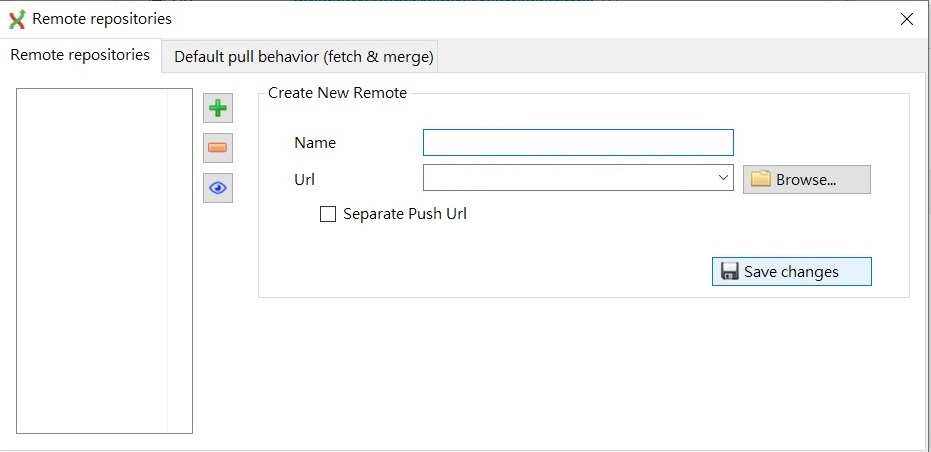 Remote repositories
Remote repositories
Default pull behavior (fetch & merge)
Create New Remote
Name
Url
Browse...
Separate Push Url
Save changes